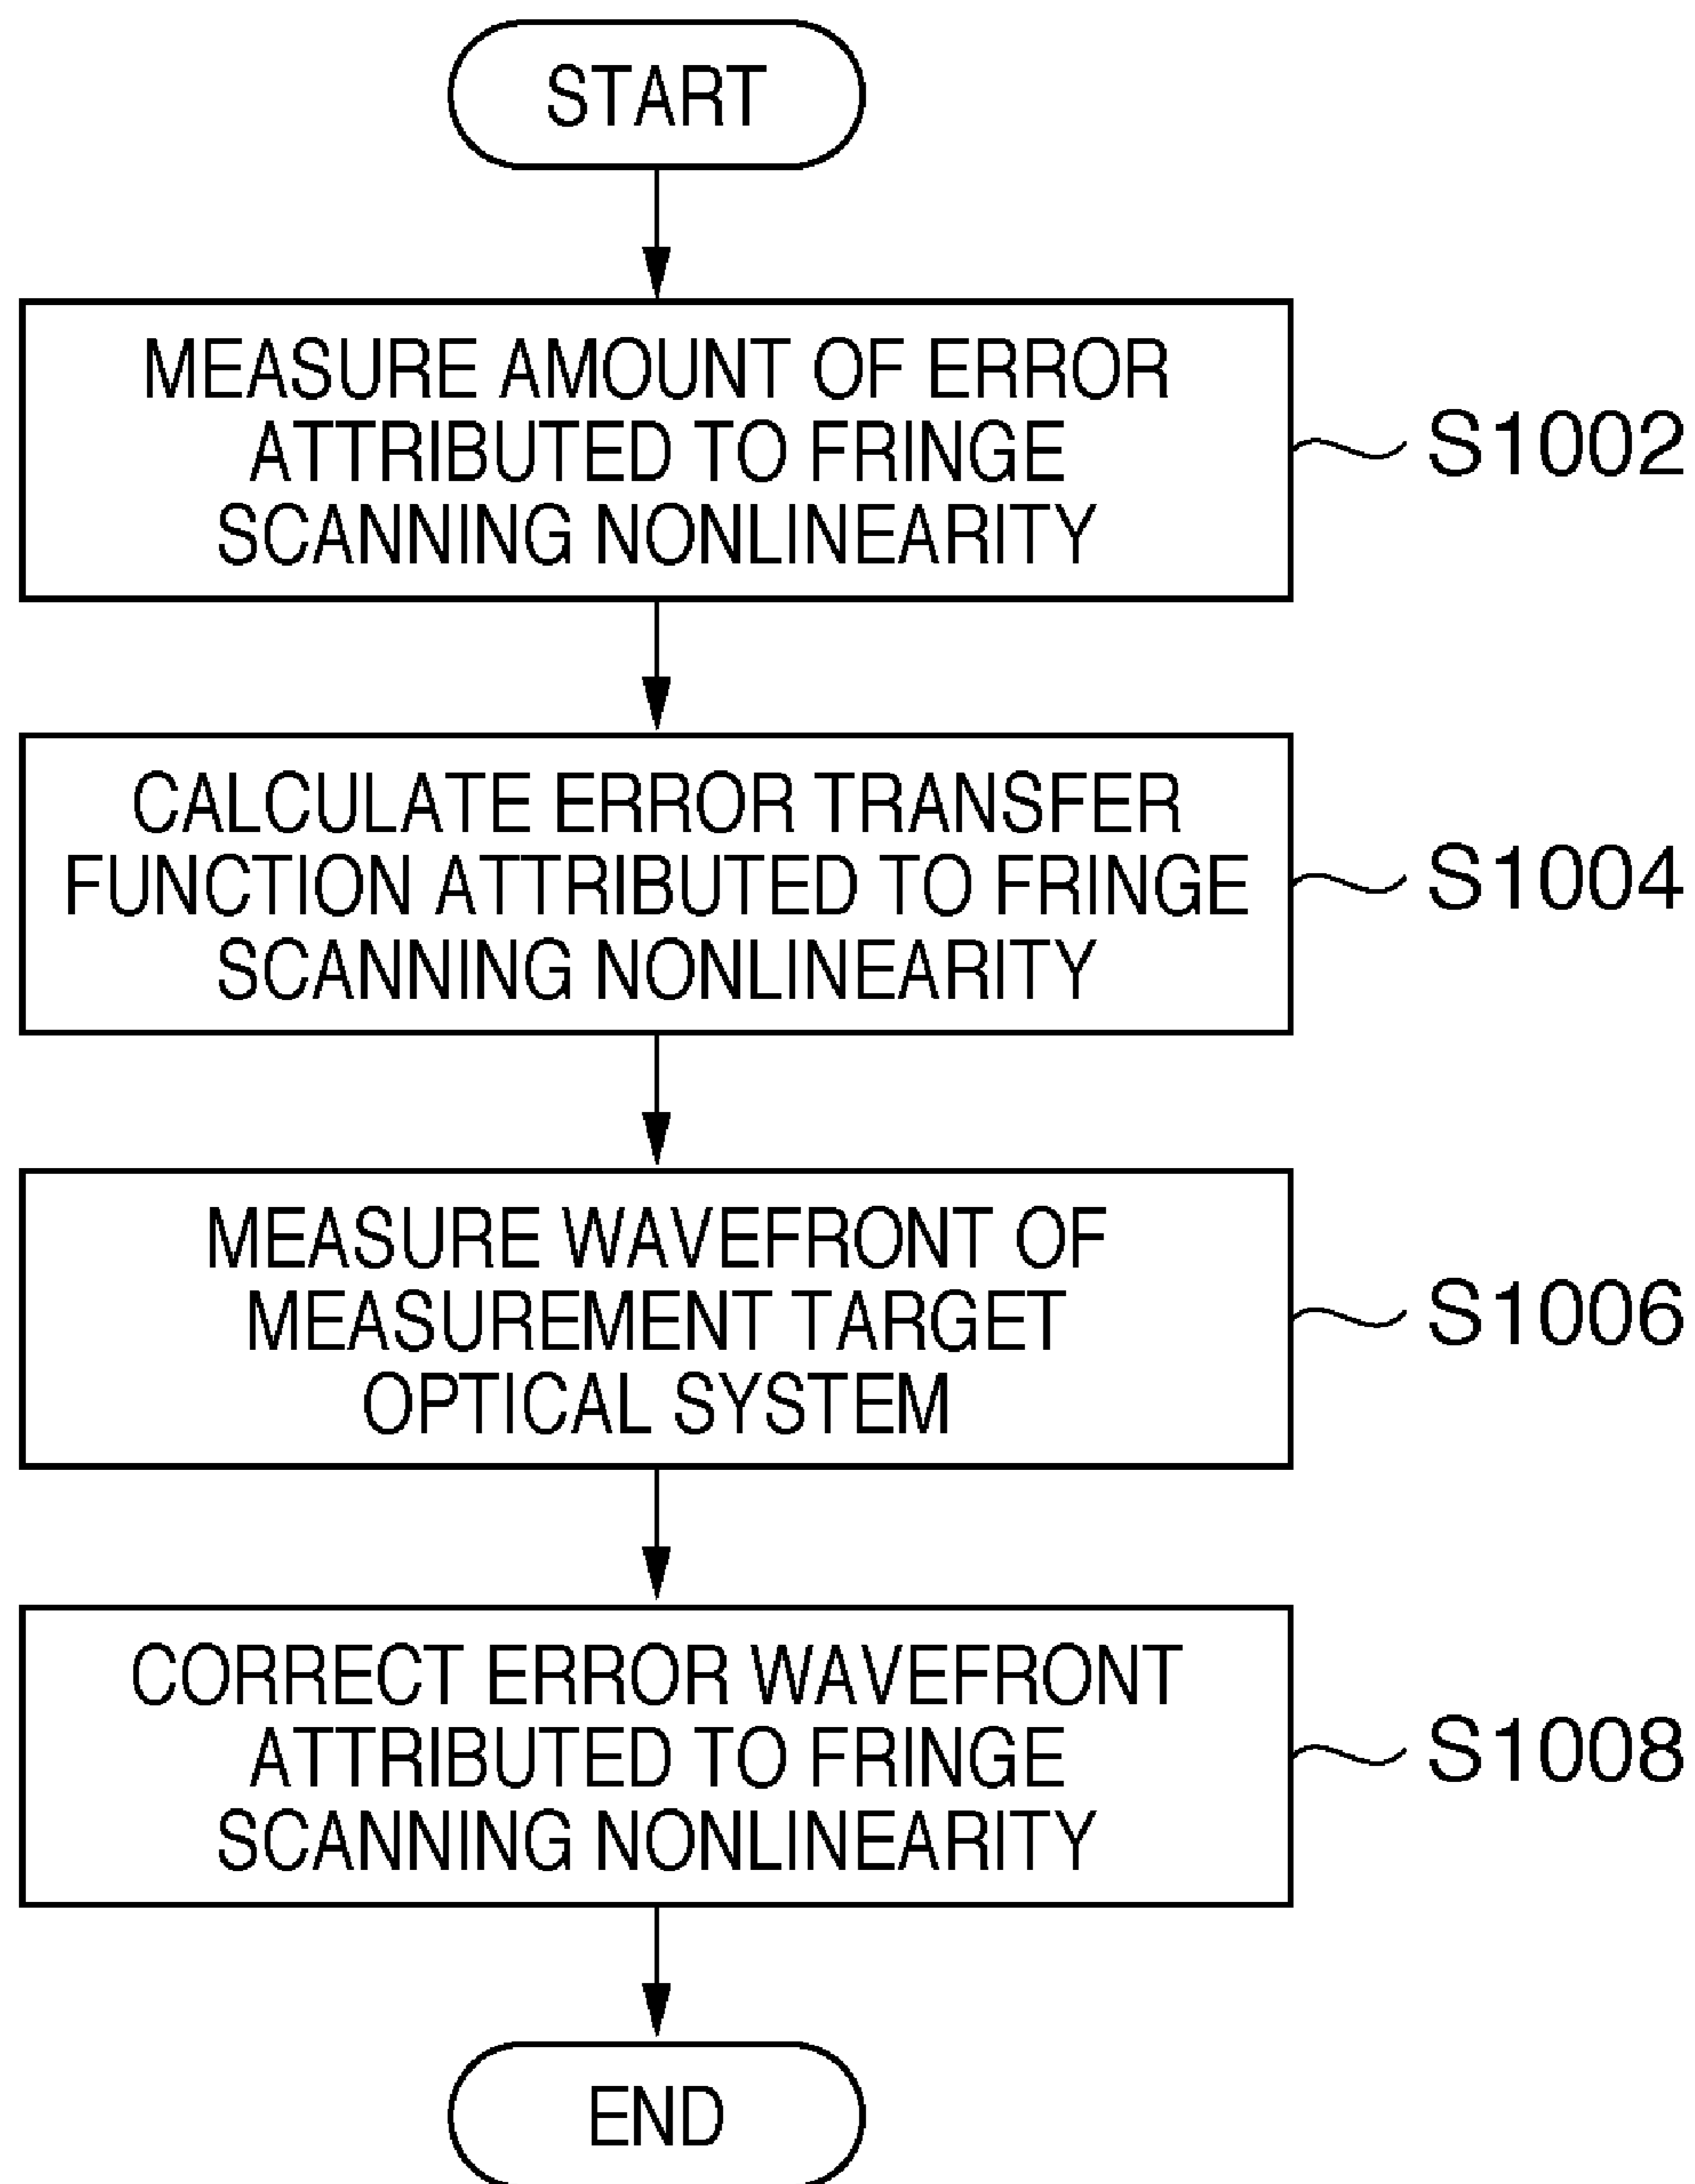 START
MEASURE AMOUNT OF ERROR
ATTRIBUTED TO FRINGE
SCANNING NONLINEARITY
S1002
CALCULATE ERROR TRANSFER
FUNCTION ATTRIBUTED TO FRINGE
SCANNING NONLINEARITY
S1004
MEASURE WAVEFRONT OF
MEASUREMENT TARGET
OPTICAL SYSTEM
S1006
CORRECT ERROR WAVEFRONT
ATTRIBUTED TO FRINGE
SCANNING NONLINEARITY
S1008
END